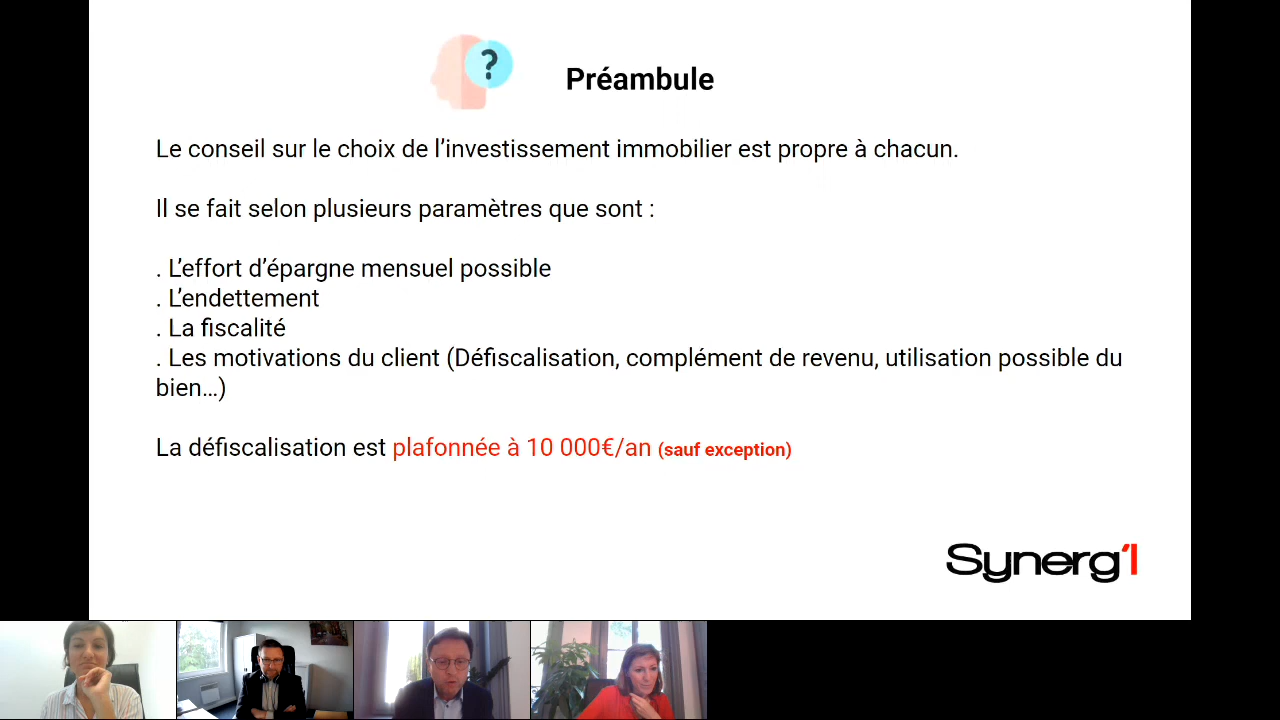 ?
Préambule
Le conseil sur le choix de l’investissement immobilier est propre à chacun.
Il se fait selon plusieurs paramètres que sont :
. L’effort d’épargne mensuel possible
. L’endettement
. La fiscalité
. Les motivations du client (Défiscalisation, complément de revenu, utilisation possible du
bien…)
La défiscalisation est plafonnée à 10 000€/an (sauf exception)
Synerg'1